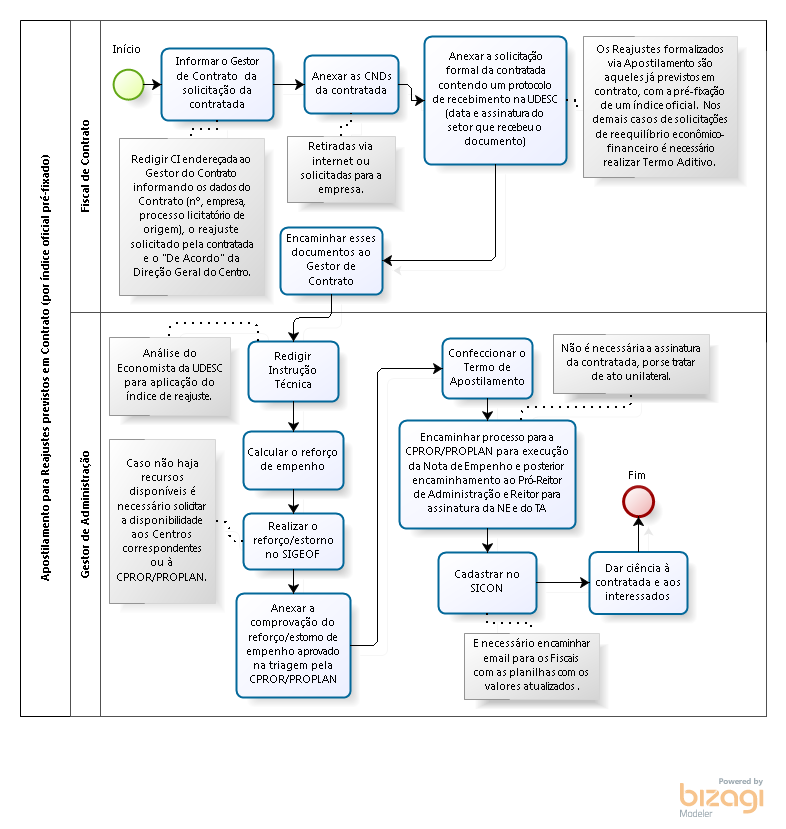 Apostilamento para Reajustes previstos em Contrato (por índice oficial pré-fixado)
Fiscal de Contrato
Início
Informar o Gestor
de Contrato da
solicitação da
contratada
Anexar as CNDs
da contratada
Anexar a solicitação
formal da contratada
contendo um protocolo
de recebimento na UDESC
(data e assinatura do
setor que recebeu o
documento)
Os Reajustes formalizados
via Apostilamento são
aqueles já previstos em
contrato, com a pré-fixação
de um índice oficial. Nos
demais casos de solicitações
de reequilíbrio econômico-
financeiro é necessário
realizar Termo Aditivo.
Redigir CI endereçada ao
Gestor do Contrato
informando os dados do
Contrato (nº, empresa,
processo licitatório de
origem), o reajuste
solicitado pela contratada
e o "De Acordo" da
Direção Geral do Centro.
Retiradas via
internet ou
solicitadas para a
empresa.
Encaminhar esses
documentos ao
Gestor de
Contrato
Gestor de Administração
Análise do
Economista da UDESC
para aplicação do
índice de reajuste.
Redigir
Instrução
Técnica
Calcular o reforço
de empenho
Caso não haja
recursos
disponíveis é
necessário solicitar
a disponibilidade
aos Centros
correspondentes
ou à
CPROR/PROPLAN.
Realizar o
reforço/estorno
no SIGEOF
Anexar a
comprovação do
reforço/estorno de
empenho aprovado
na triagem pela
CPROR/PROPLAN
Confeccionar o
Termo de
Apostilamento
Não é necessária a assinatura
da contratada, por se tratar
de ato unilateral.
Encaminhar processo para a
CPROR/PROPLAN para execução
da Nota de Empenho e posterior
encaminhamento ao Pró-Reitor
de Administração e Reitor para
assinatura da NE e do TA
Cadastrar no
SICON
Dar ciência à
contratada e aos
interessados
Fim
E necessário encaminhar
email para os Fiscais
com as planilhas com os
valores atualizados .
Powered by
bizagi
Modeler